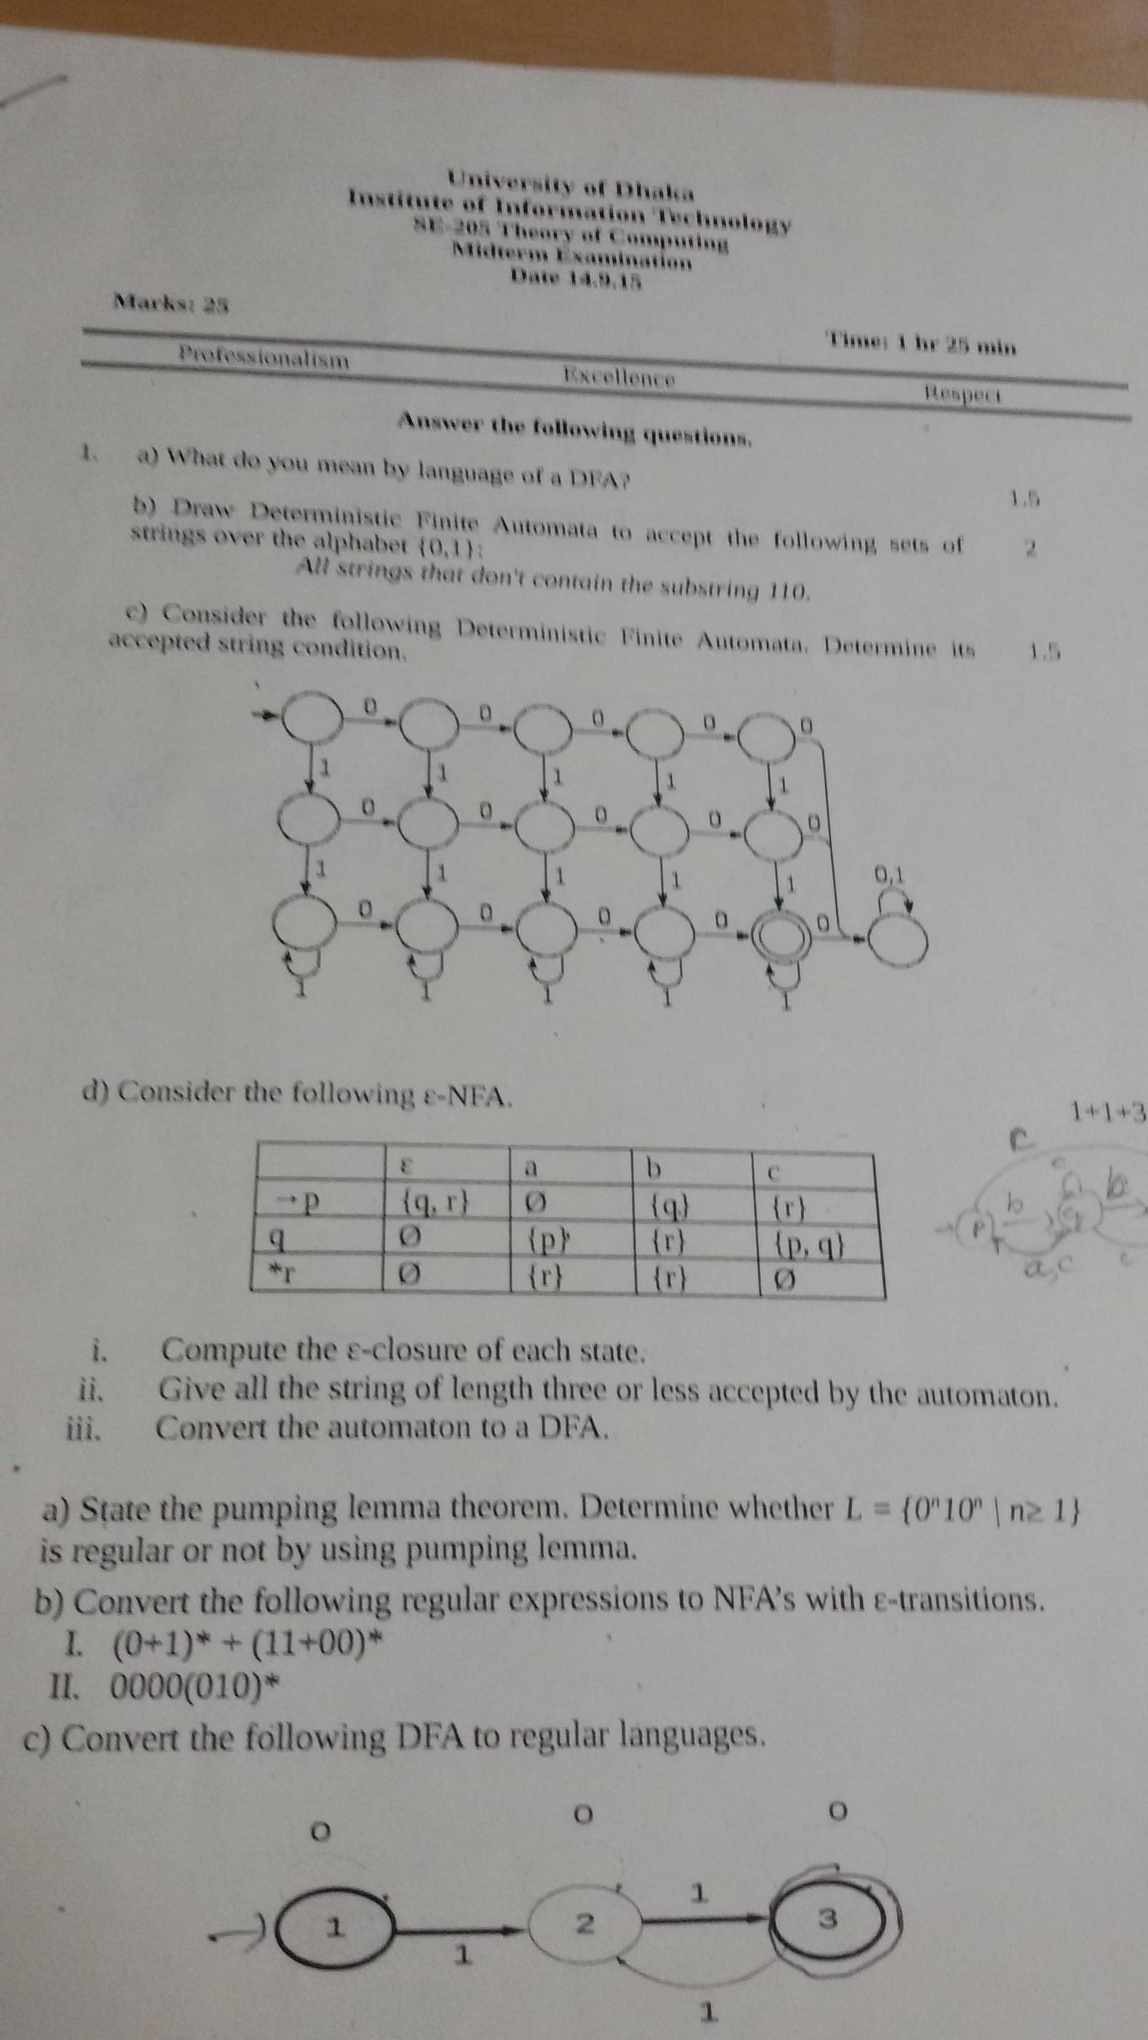 University of Dhaka
Institute of Information Technology
SE-205 Theory of Computing
Midterm Examination
Date 14.9.15
Marks: 25
Time: 1 hr 25 min
Professionalism Excellence Respect
Answer the following questions.
1. a) What do you mean by language of a DFA? 1.5
b) Draw Deterministic Finite Automata to accept the following sets of 2
strings over the alphabet {0,1}:
All strings that don't contain the substring 110.
c) Consider the following Deterministic Finite Automata. Determine its 1.5
accepted string condition.
0 0 0 0 0
1 1 1 1 1
0 0 0 0 0
1 1 1 1 1
0,1
0 0 0 0 0
1 1 1 1 1
d) Consider the following ε-NFA.
1+1+3
ε a b c
→p {q, r} Ø {q} {r}
q Ø {p} {r} {p, q}
*r Ø {r} {r} Ø
c
b b
p
a,c
i. Compute the ε-closure of each state.
ii. Give all the string of length three or less accepted by the automaton.
iii. Convert the automaton to a DFA.
a) State the pumping lemma theorem. Determine whether L = {0ⁿ10ⁿ | n≥ 1}
is regular or not by using pumping lemma.
b) Convert the following regular expressions to NFA's with ε-transitions.
I. (0+1)* + (11+00)*
II. 0000(010)*
c) Convert the following DFA to regular languages.
0 0 0
1 1 2 1 3
1